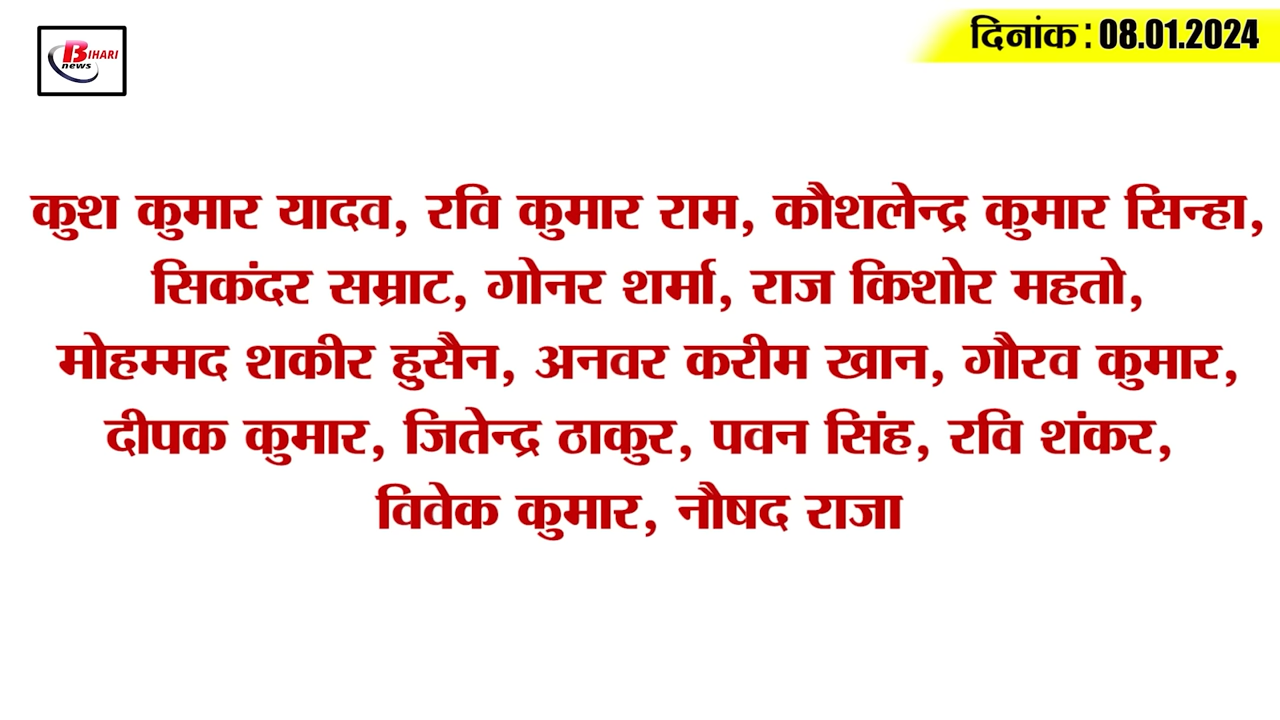 BIHARI
news
दिनांक : 08.01.2024
कुश कुमार यादव, रवि कुमार राम, कौशलेन्द्र कुमार सिन्हा,
सिकंदर सम्राट, गोनर शर्मा, राज किशोर महतो,
मोहम्मद शकीर हुसैन, अनवर करीम खान, गौरव कुमार,
दीपक कुमार, जितेन्द्र ठाकुर, पवन सिंह, रवि शंकर,
विवेक कुमार, नौषद राजा